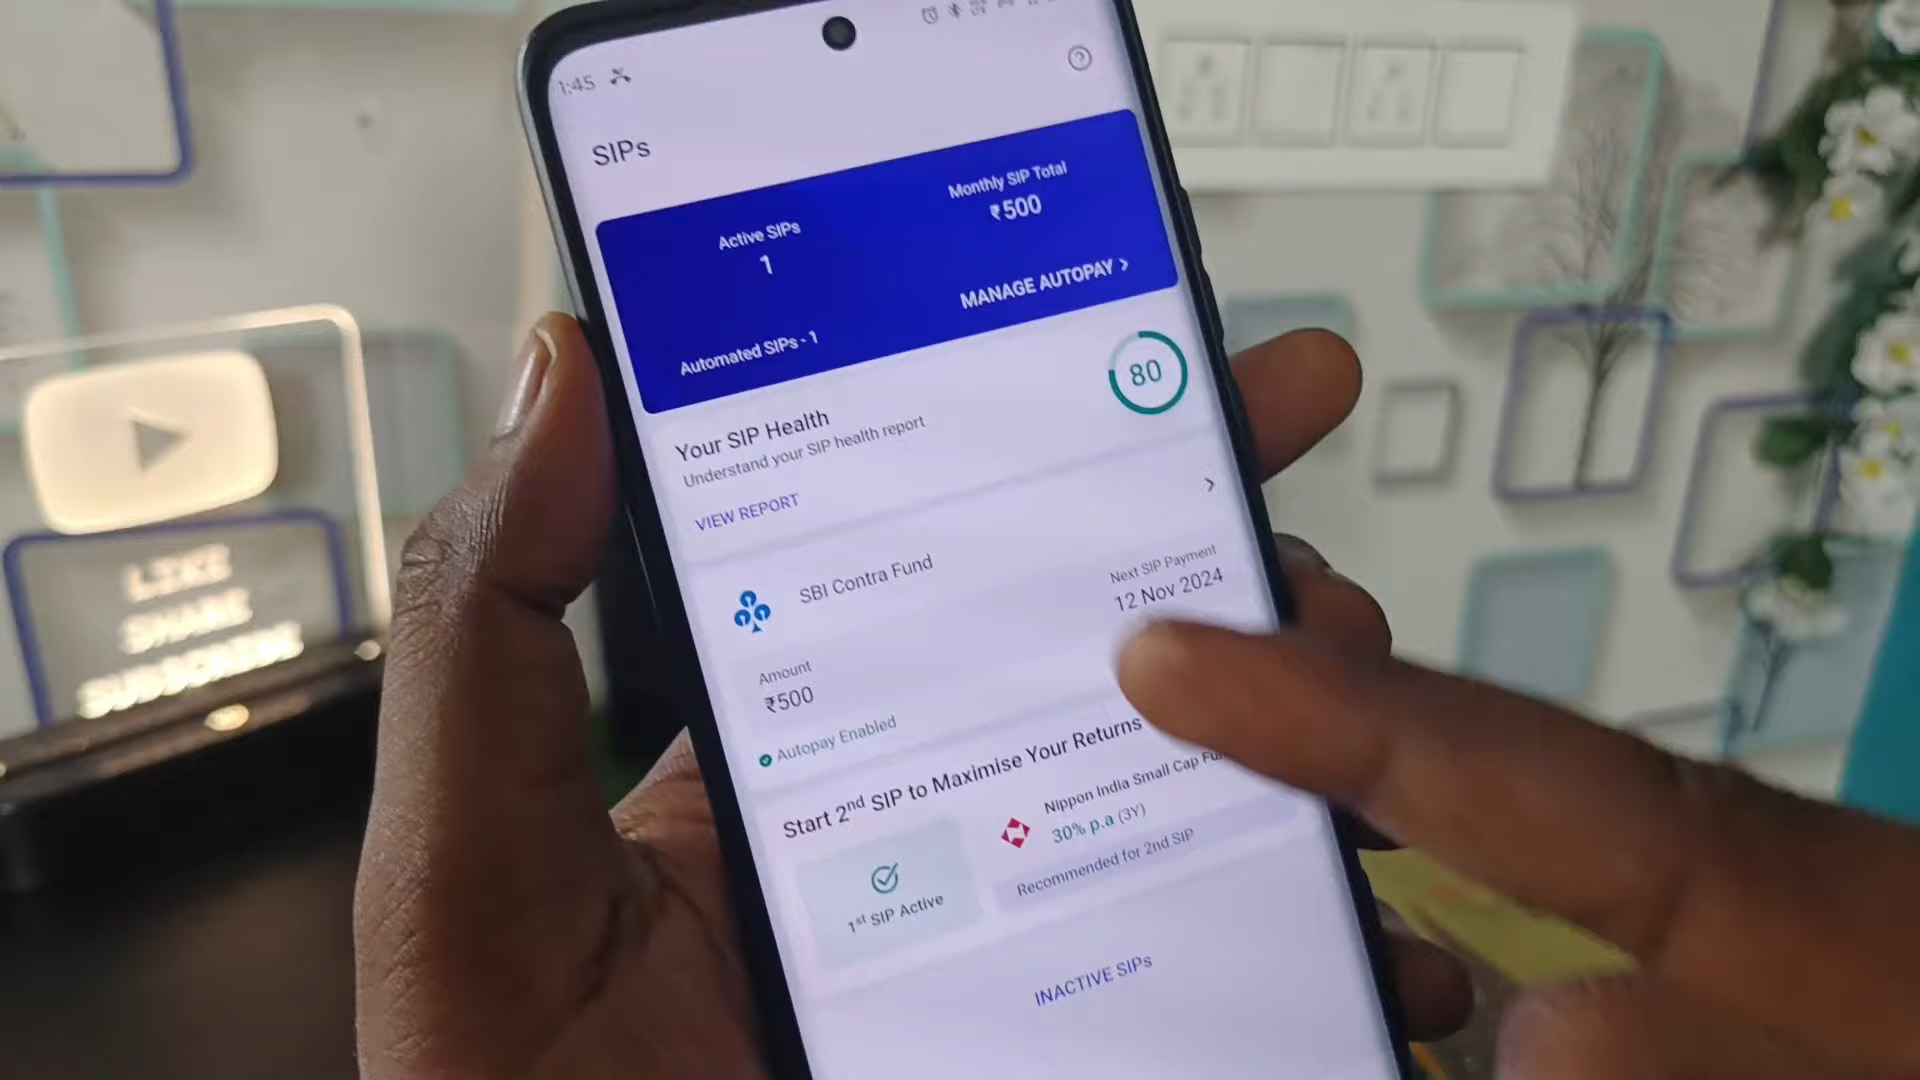 1:45
SIPs
Active SIPs
1
Monthly SIP Total
₹500
Automated SIPs - 1
MANAGE AUTOPAY >
Your SIP Health
Understand your SIP health report
VIEW REPORT
80
SBI Contra Fund
Next SIP Payment
12 Nov 2024
Amount
₹500
Autopay Enabled
Start 2nd SIP to Maximise Your Returns
1st SIP Active
Nippon India Small Cap
30% p.a (3Y)
Recommended for 2nd SIP
INACTIVE SIPs
LIKE
SHARE
SUBSCRIBE